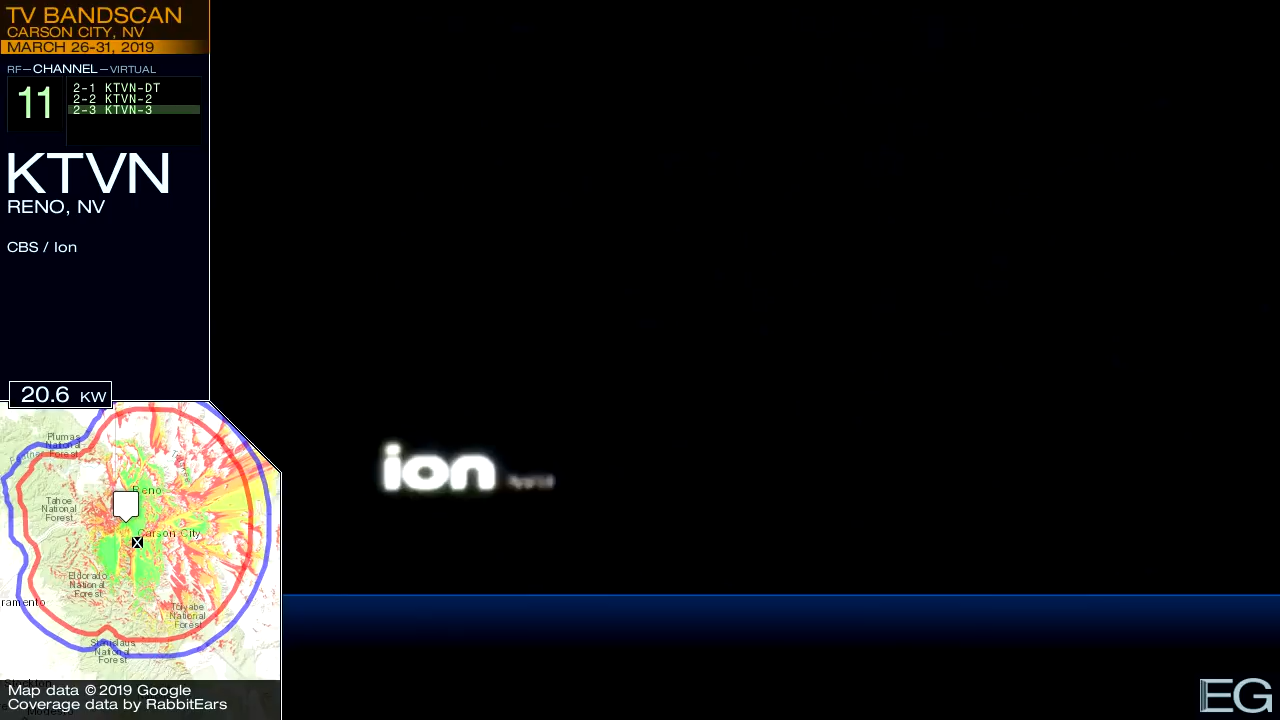 TV BANDSCAN
CARSON CITY, NV
MARCH 26-31, 2019
RF—CHANNEL—VIRTUAL
11
2-1 KTVN-DT
2-2 KTVN-2
2-3 KTVN-3
KTVN
RENO, NV
CBS / Ion
20.6 KW
Plumas
National
Forest
Reno
Tahoe
National
Forest
Carson City
Eldorado
National
Forest
ramento
Toiyabe
National
Forest
Stanislaus
National
Forest
Map data ©2019 Google
Coverage data by RabbitEars
ion
EG